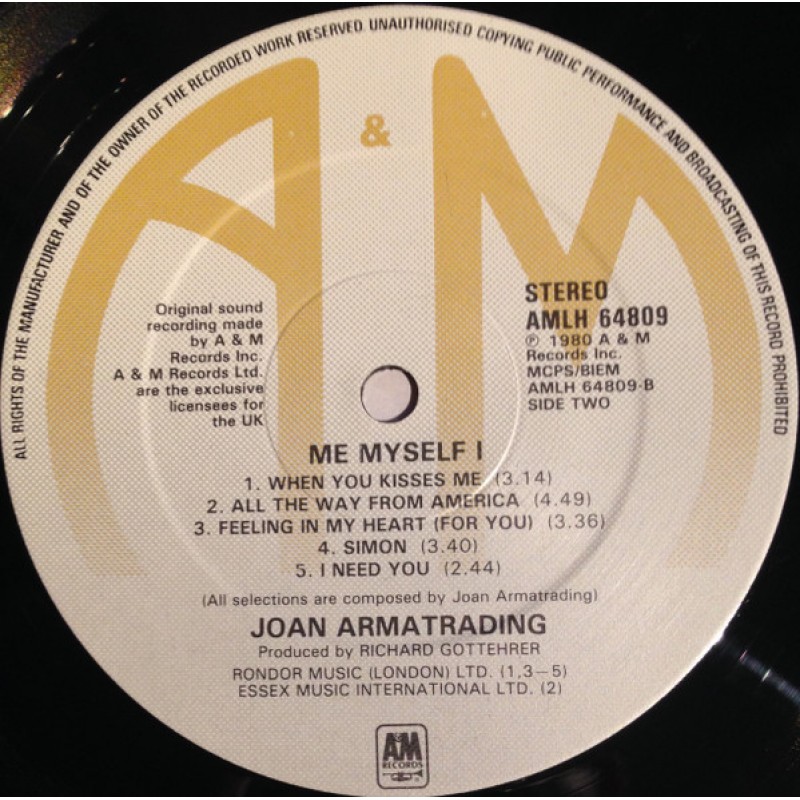 ALL RIGHTS OF THE MANUFACTURER AND OF THE OWNER OF THE RECORDED WORK RESERVED. UNAUTHORISED COPYING PUBLIC PERFORMANCE AND BROADCASTING OF THIS RECORD PROHIBITED
A & M
Original sound
recording made
by A & M
Records Inc.
A & M Records Ltd.
are the exclusive
licensees for
the UK
STEREO
AMLH 64809
℗ 1980 A & M
Records Inc.
MCPS/BIEM
AMLH 64809-B
SIDE TWO
ME MYSELF I
1. WHEN YOU KISSES ME (3.14)
2. ALL THE WAY FROM AMERICA (4.49)
3. FEELING IN MY HEART (FOR YOU) (3.36)
4. SIMON (3.40)
5. I NEED YOU (2.44)
(All selections are composed by Joan Armatrading)
JOAN ARMATRADING
Produced by RICHARD GOTTEHRER
RONDOR MUSIC (LONDON) LTD. (1,3–5)
ESSEX MUSIC INTERNATIONAL LTD. (2)
A&M
RECORDS